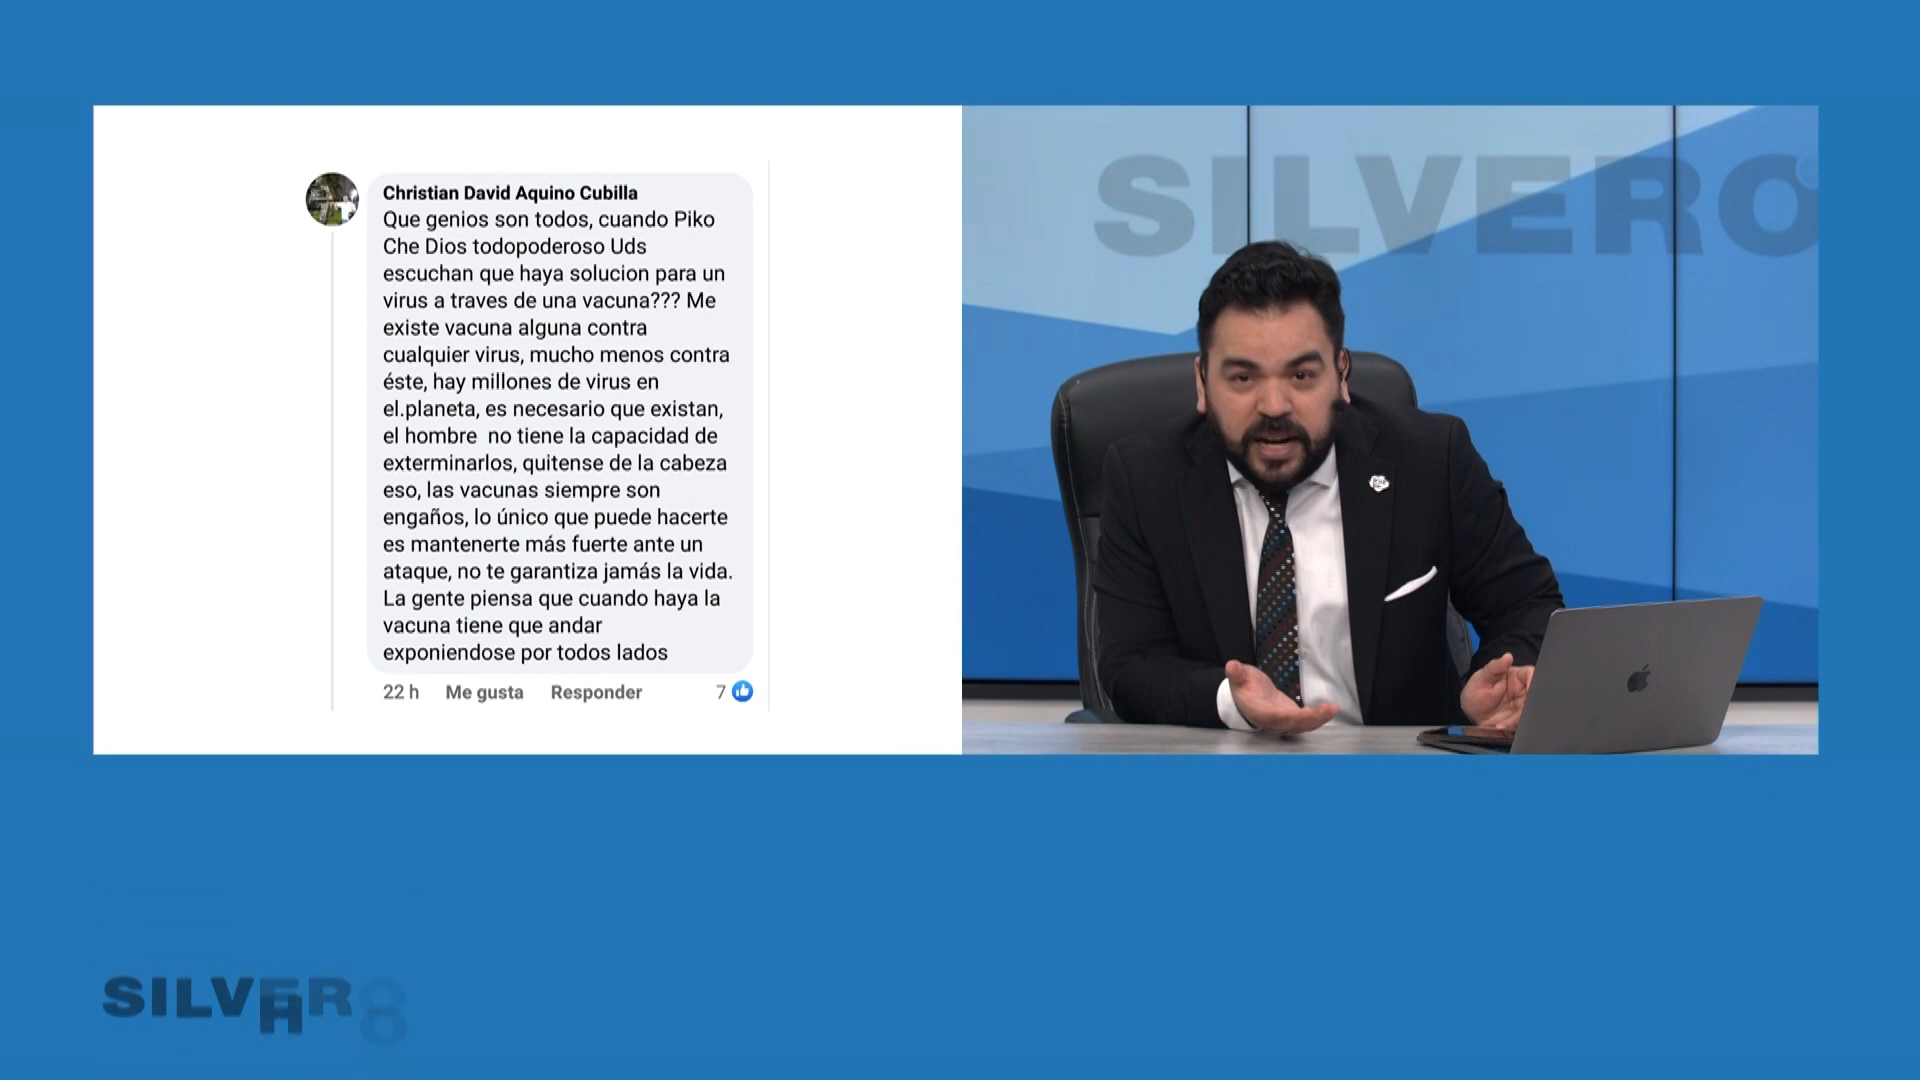 Christian David Aquino Cubilla
Que genios son todos, cuando Piko
Che Dios todopoderoso Uds
escuchan que haya solucion para un
virus a traves de una vacuna??? Me
existe vacuna alguna contra
cualquier virus, mucho menos contra
éste, hay millones de virus en
el.planeta, es necesario que existan,
el hombre  no tiene la capacidad de
exterminarlos, quitense de la cabeza
eso, las vacunas siempre son
engaños, lo único que puede hacerte
es mantenerte más fuerte ante un
ataque, no te garantiza jamás la vida.
La gente piensa que cuando haya la
vacuna tiene que andar
exponiendose por todos lados
22 h Me gusta Responder 7
SILVERO